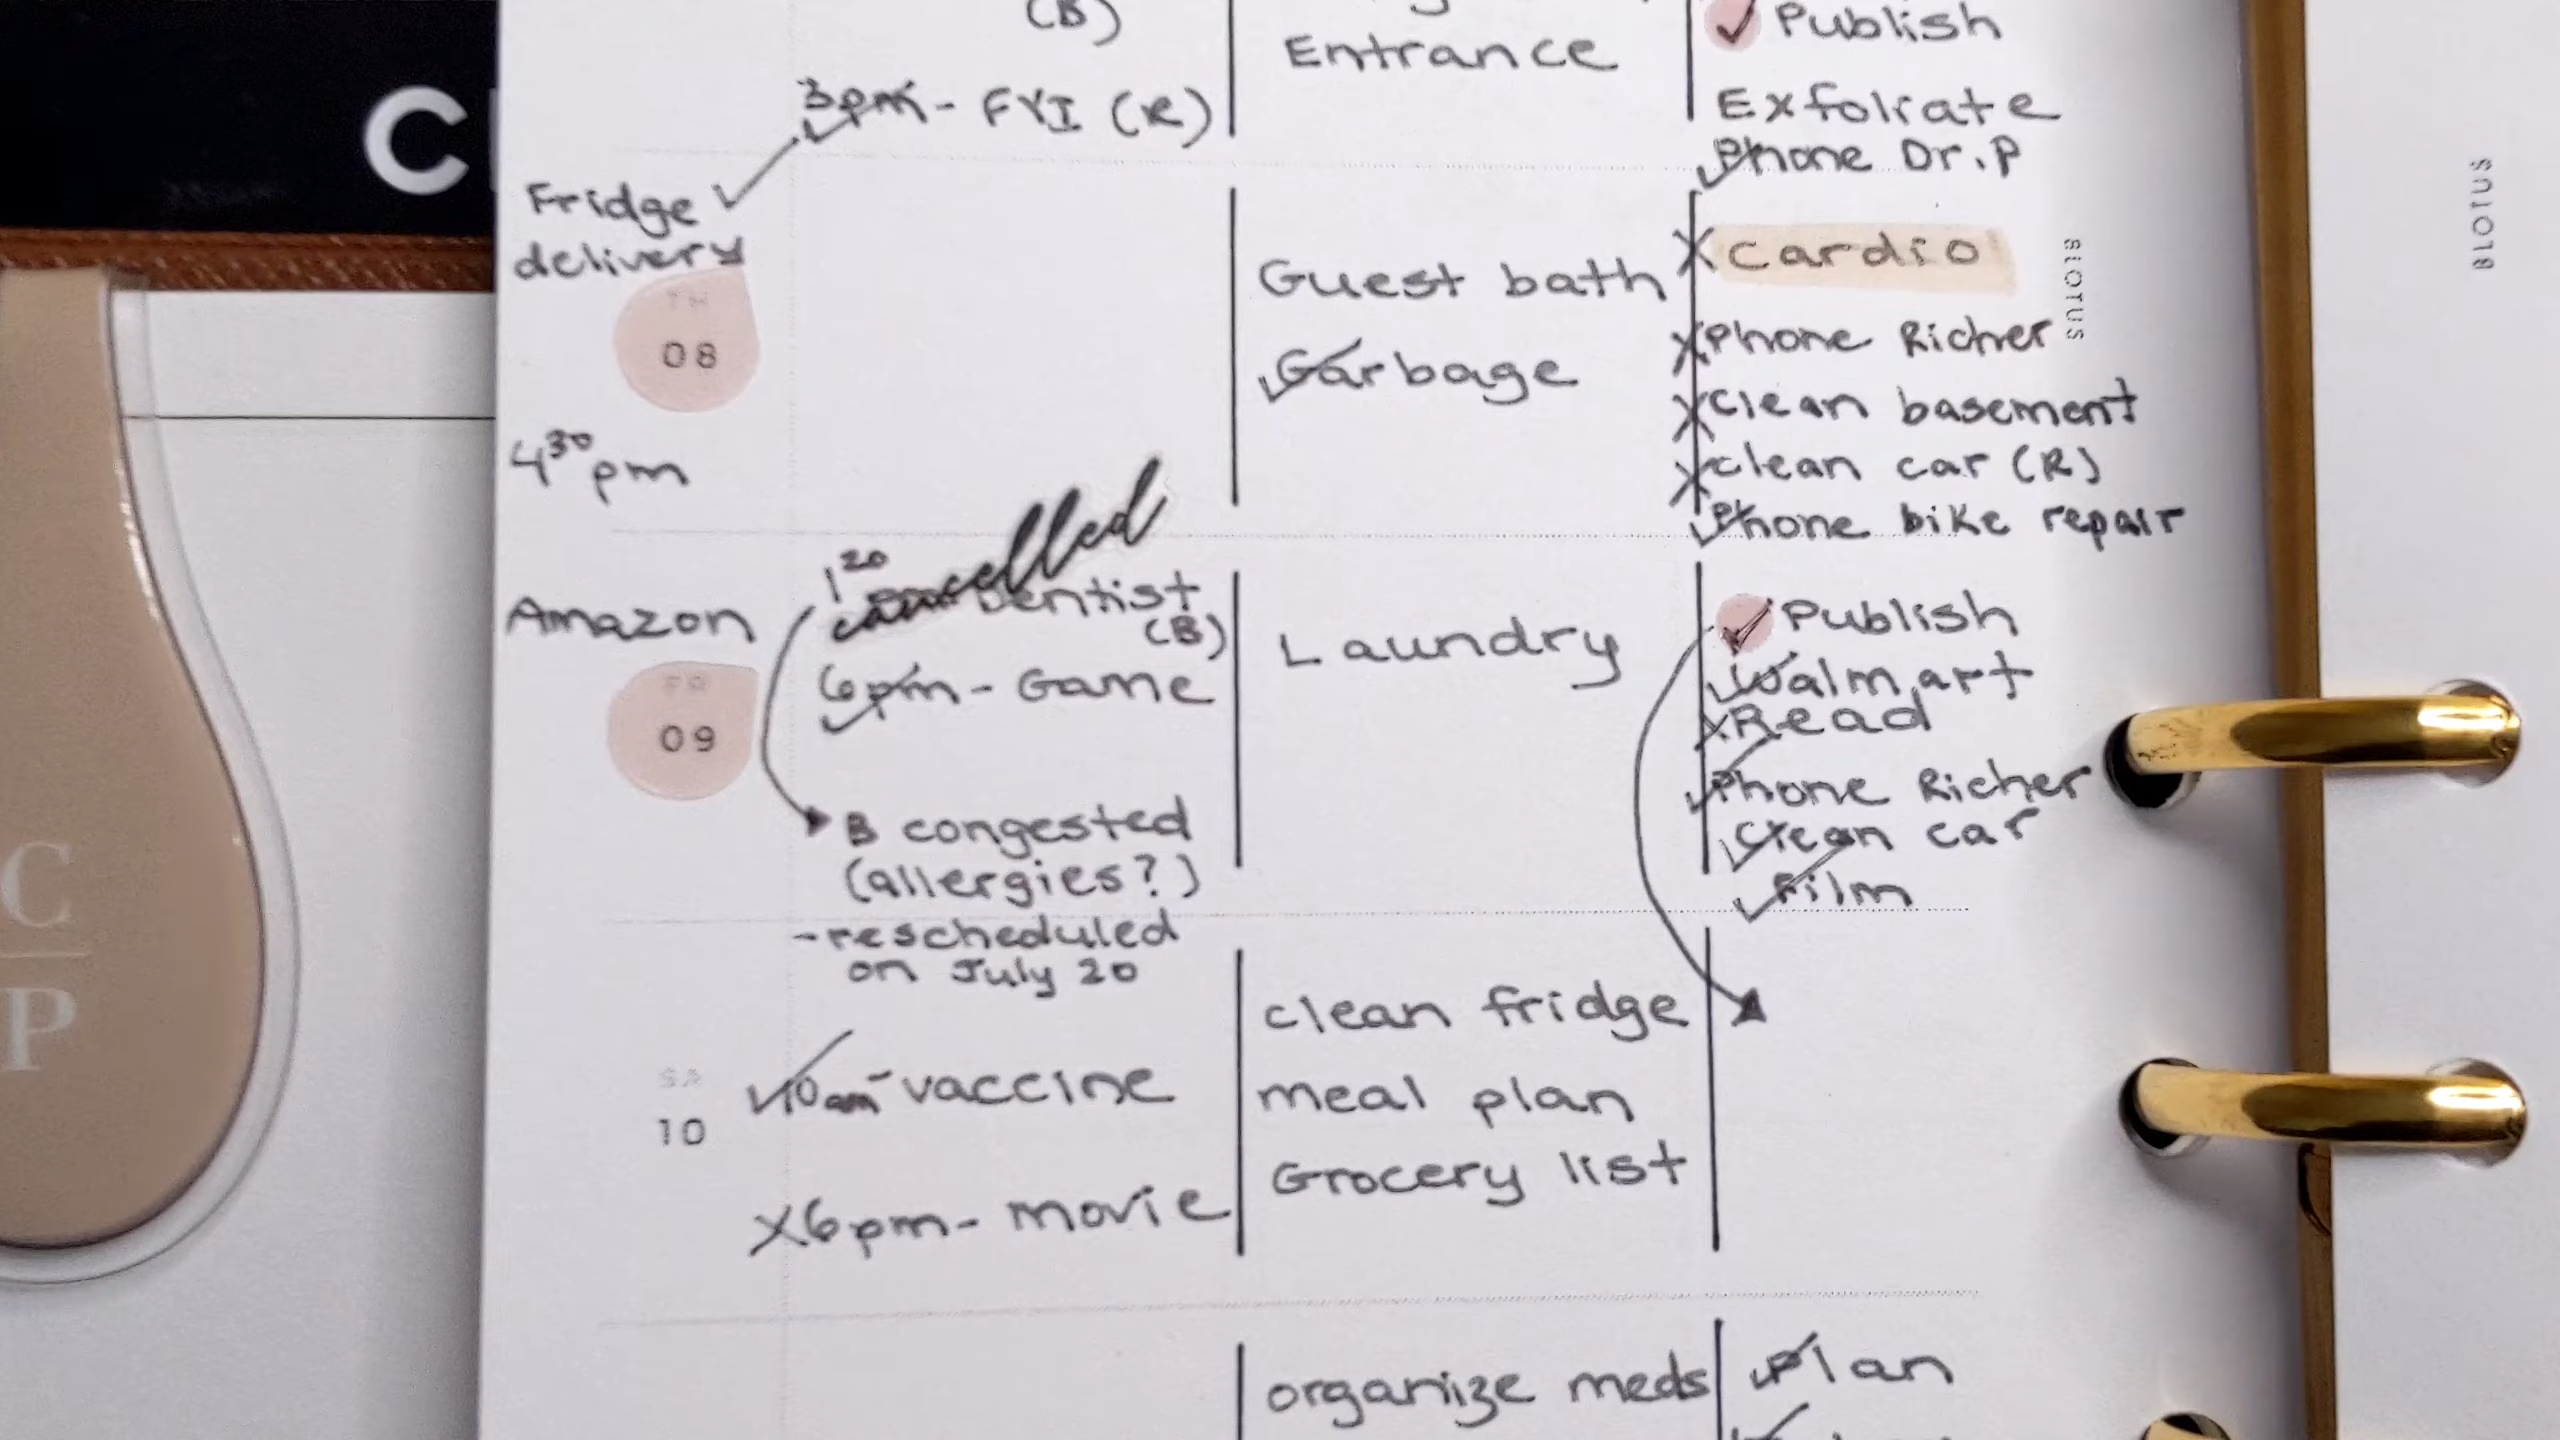 (B)
3pm - FYI (R)
Entrance
Publish
Exfoliate
Phone Dr. P
Fridge
delivery
TH
08
4 30 pm
Guest bath
Garbage
Cardio
Phone Richer
Clean basement
Clean car (R)
Phone bike repair
Amazon
FR
09
1 20
cancelled
Dentist
(B)
6pm - Game
B congested
(allergies?)
- rescheduled
on July 20
Laundry
Publish
Walmart
Read
Phone Richer
Clean car
Film
SA
10
10am - vaccine
X 6pm - movie
clean fridge
meal plan
Grocery list
organize meds
Plan
C
C
P